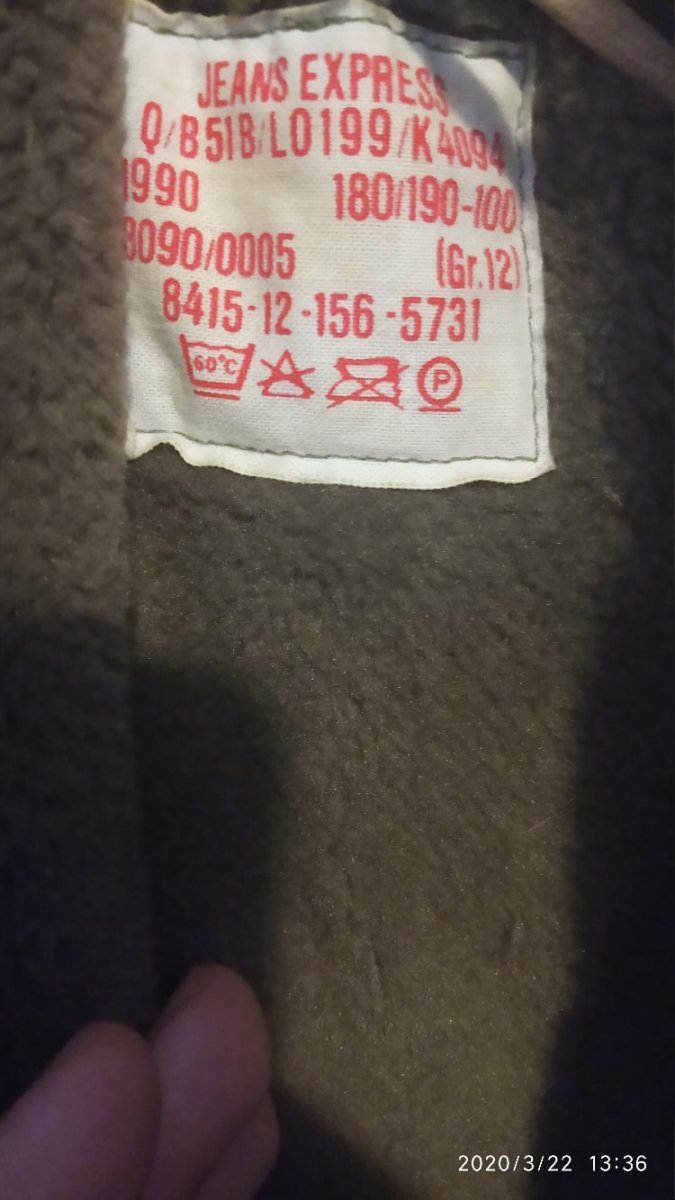 JEANS EXPRESS
Q/B51B/L0199/K4094
1990 180/190-100
8090/0005 (Gr.12)
8415-12-156-5731
60°C P
2020/3/22 13:36